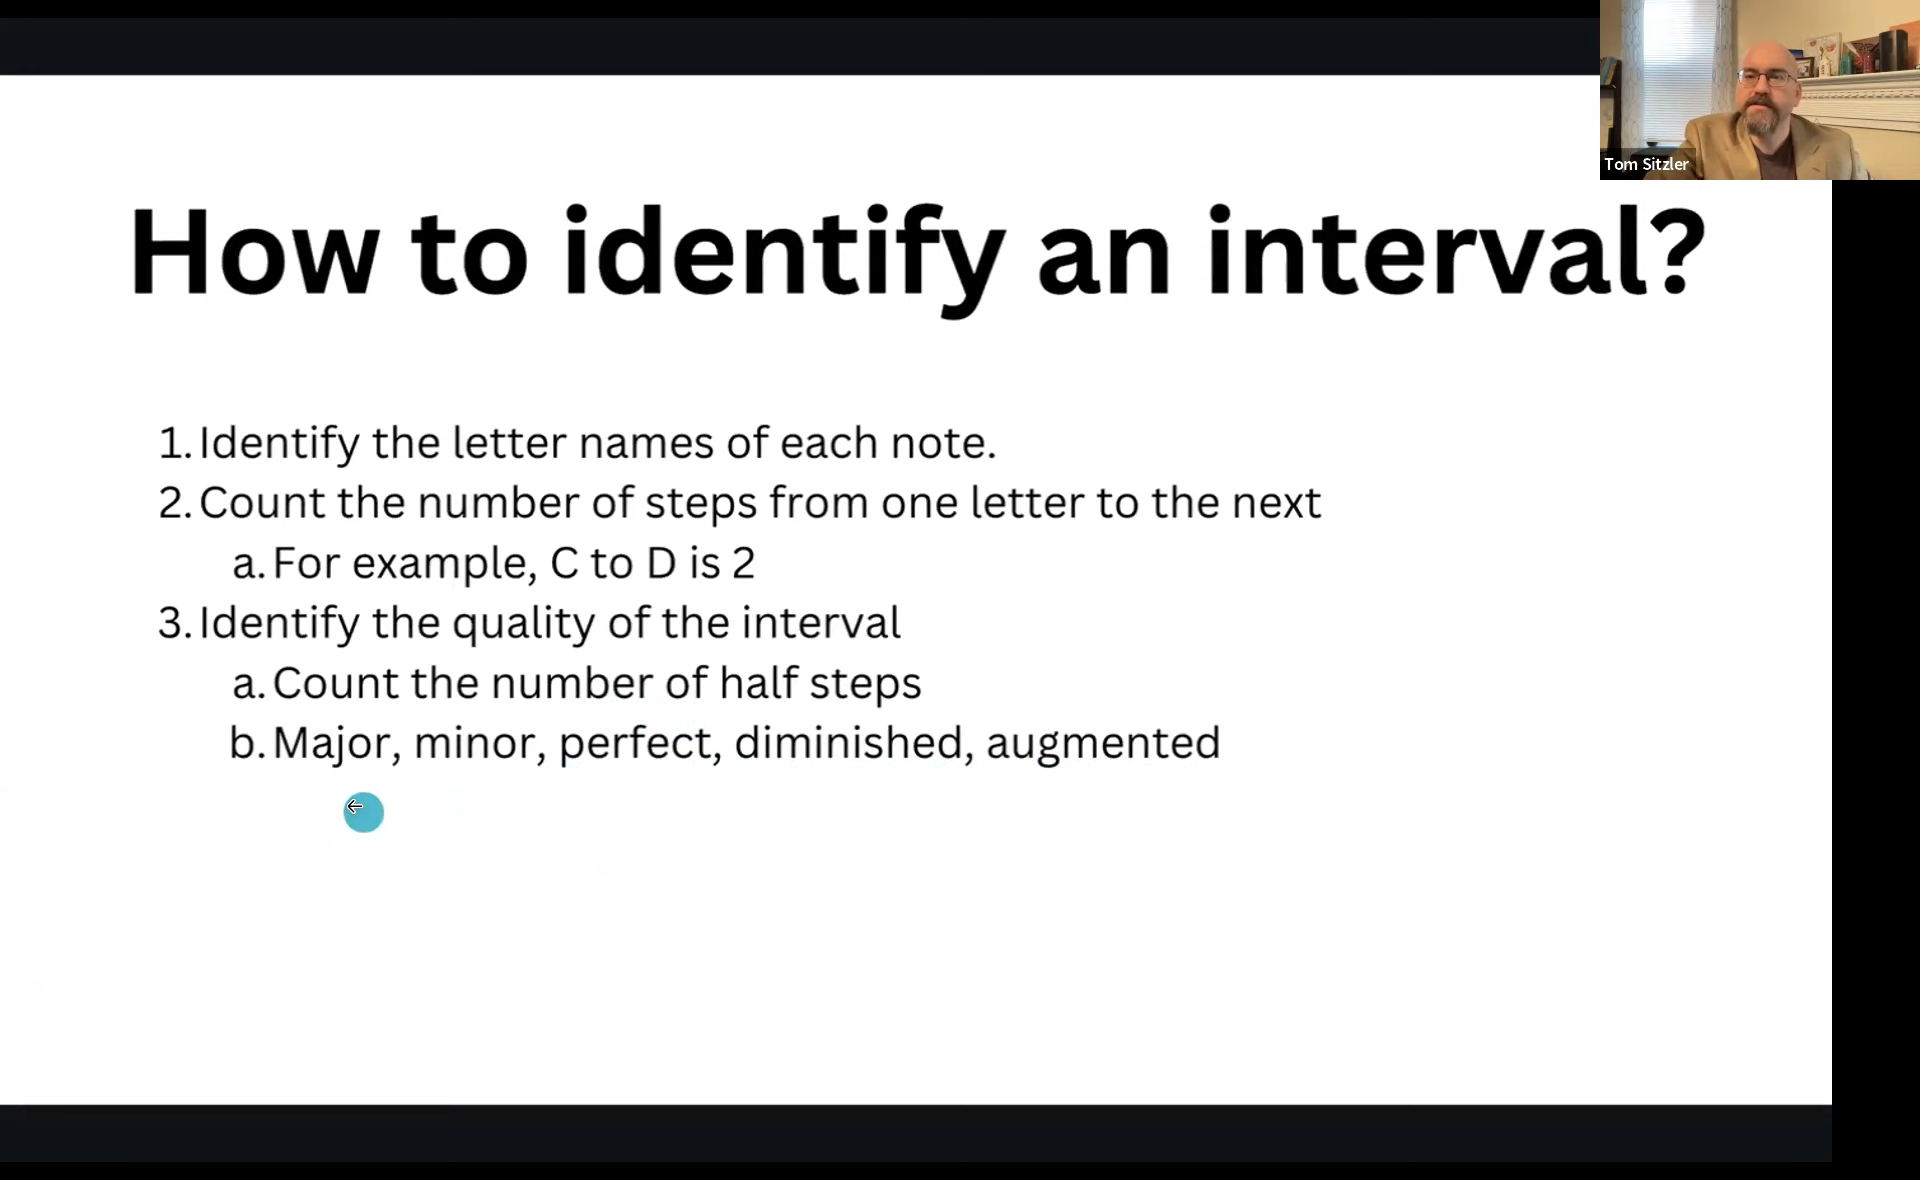 Tom Sitzler
How to identify an interval?
1. Identify the letter names of each note.
2. Count the number of steps from one letter to the next
a. For example, C to D is 2
3. Identify the quality of the interval
a. Count the number of half steps
b. Major, minor, perfect, diminished, augmented